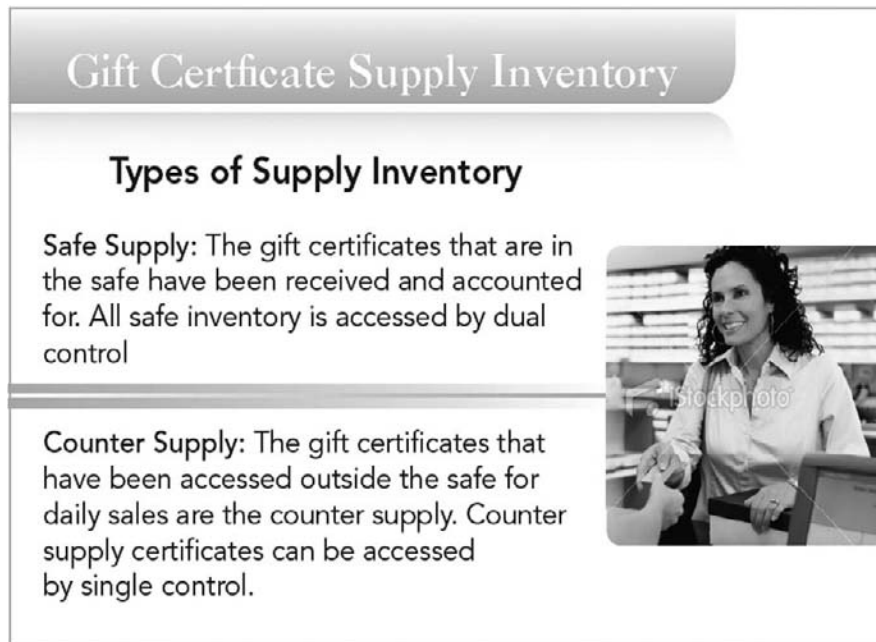 Gift Certficate Supply Inventory
Types of Supply Inventory
Safe Supply: The gift certificates that are in
the safe have been received and accounted
for. All safe inventory is accessed by dual
control
iStockphoto
Counter Supply: The gift certificates that
have been accessed outside the safe for
daily sales are the counter supply. Counter
supply certificates can be accessed
by single control.